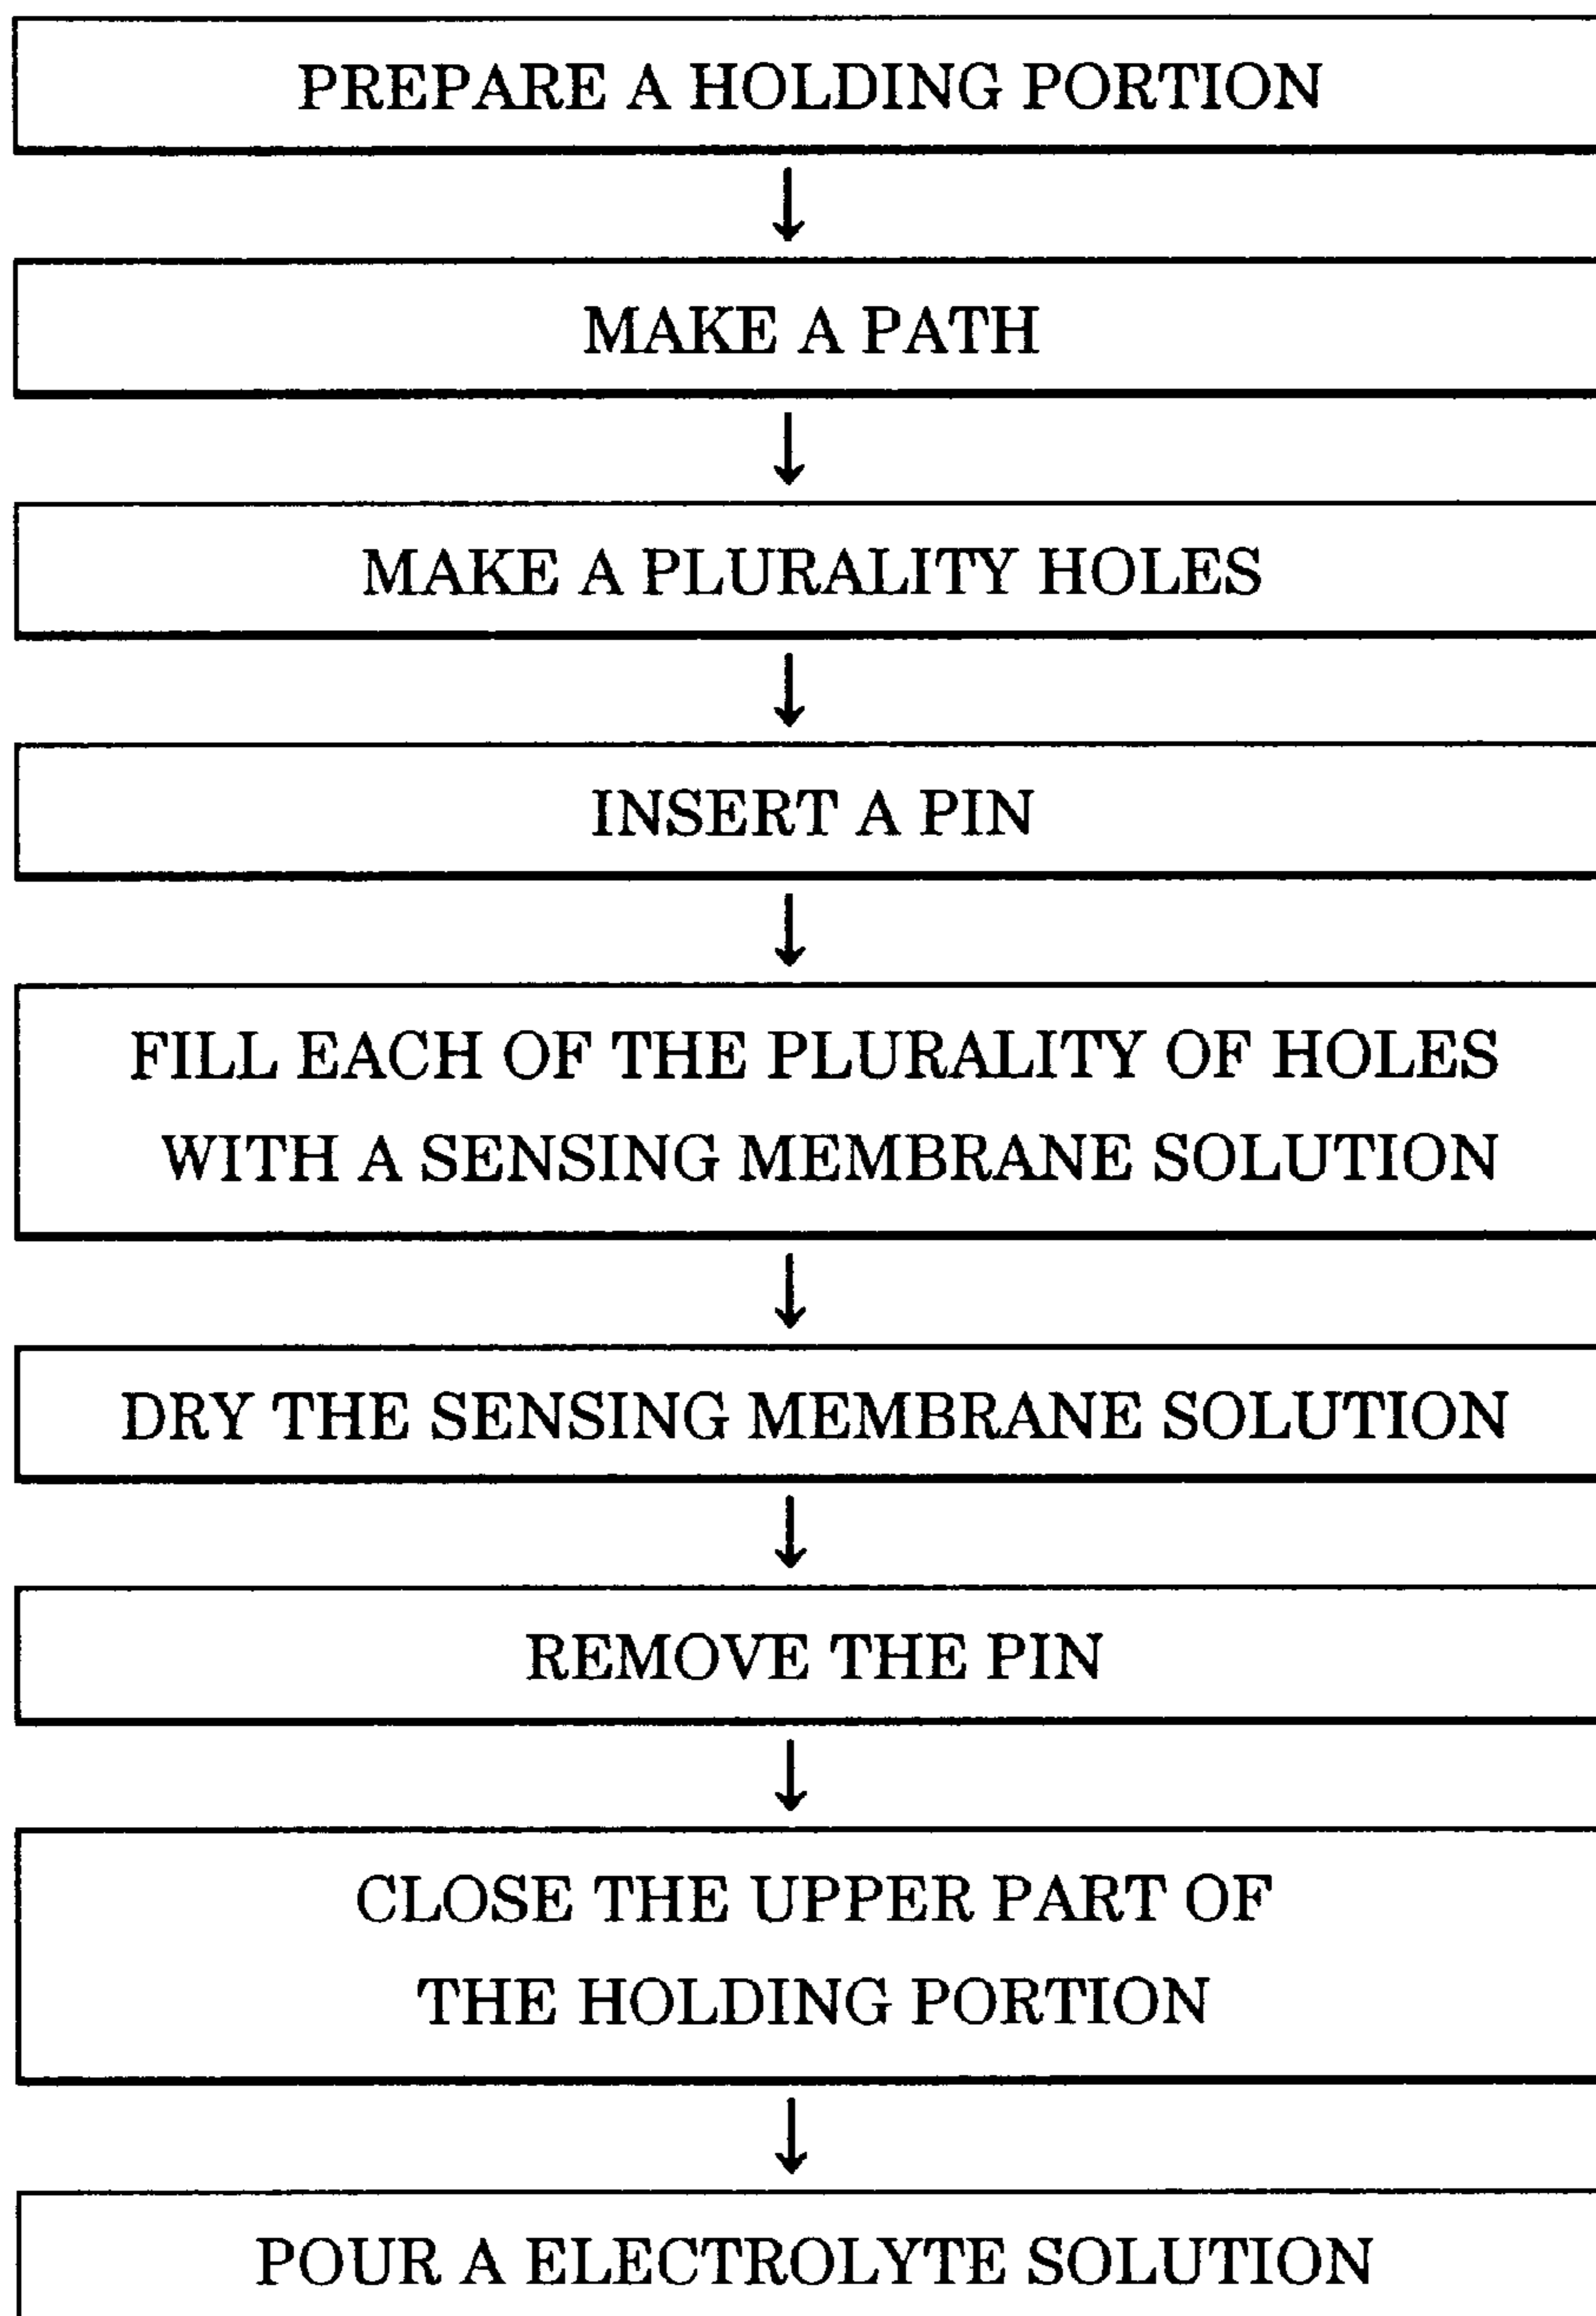 PREPARE A HOLDING PORTION
MAKE A PATH
MAKE A PLURALITY HOLES
INSERT A PIN
FILL EACH OF THE PLURALITY OF HOLES
WITH A SENSING MEMBRANE SOLUTION
DRY THE SENSING MEMBRANE SOLUTION
REMOVE THE PIN
CLOSE THE UPPER PART OF
THE HOLDING PORTION
POUR A ELECTROLYTE SOLUTION